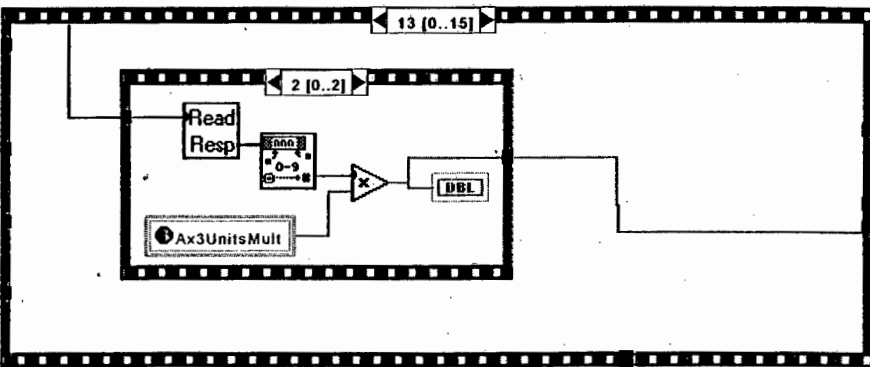 13 [0..15]
2 [0..2]
Read
Resp
0-9
DBL
Ax3UnitsMult